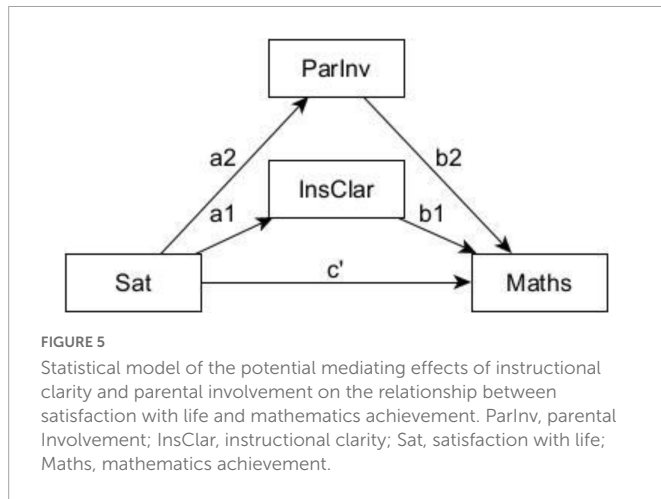 ParInv
a2
b2
InsClar
a1
b1
Sat
c'
Maths
FIGURE 5
Statistical model of the potential mediating effects of instructional
clarity and parental involvement on the relationship between
satisfaction with life and mathematics achievement. ParInv, parental
Involvement; InsClar, instructional clarity; Sat, satisfaction with life;
Maths, mathematics achievement.